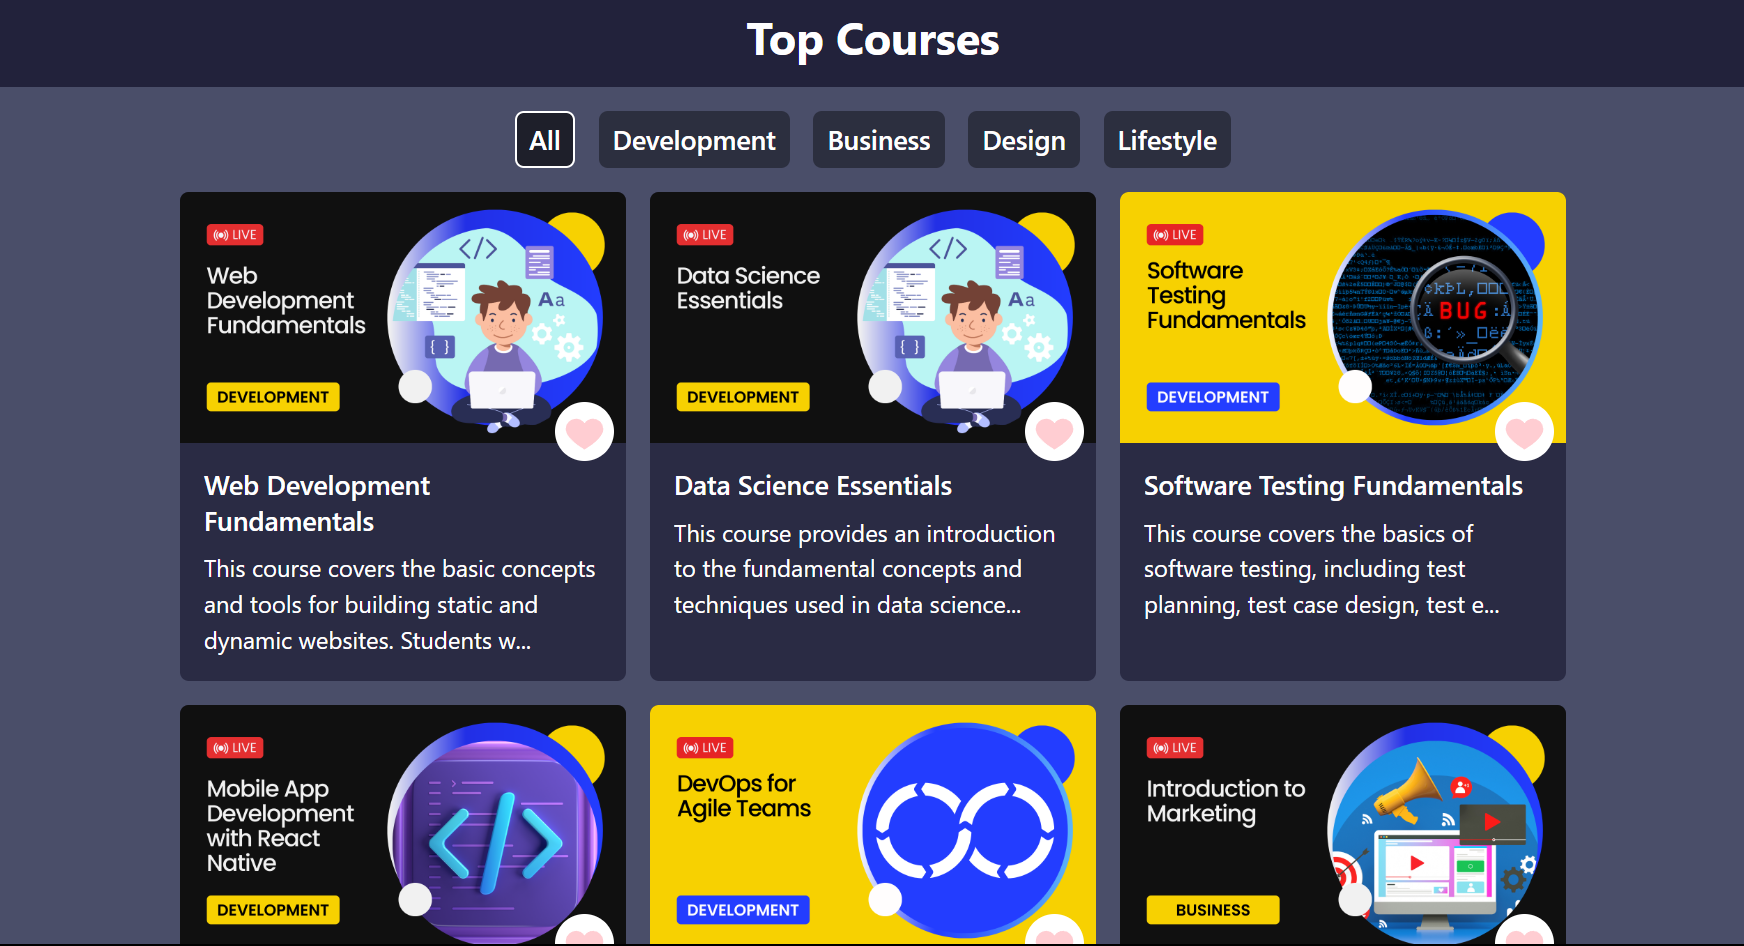 Top Courses
All
Development
Business
Design
Lifestyle
LIVE
Web
Development
Fundamentals
DEVELOPMENT
</>
Aa
{ }
Web Development
Fundamentals
This course covers the basic concepts
and tools for building static and
dynamic websites. Students w...
LIVE
Data Science
Essentials
DEVELOPMENT
</>
Aa
{ }
Data Science Essentials
This course provides an introduction
to the fundamental concepts and
techniques used in data science...
LIVE
Software
Testing
Fundamentals
DEVELOPMENT
BUG
Software Testing Fundamentals
This course covers the basics of
software testing, including test
planning, test case design, test e...
LIVE
Mobile App
Development
with React
Native
DEVELOPMENT
</>
LIVE
DevOps for
Agile Teams
DEVELOPMENT
LIVE
Introduction to
Marketing
BUSINESS